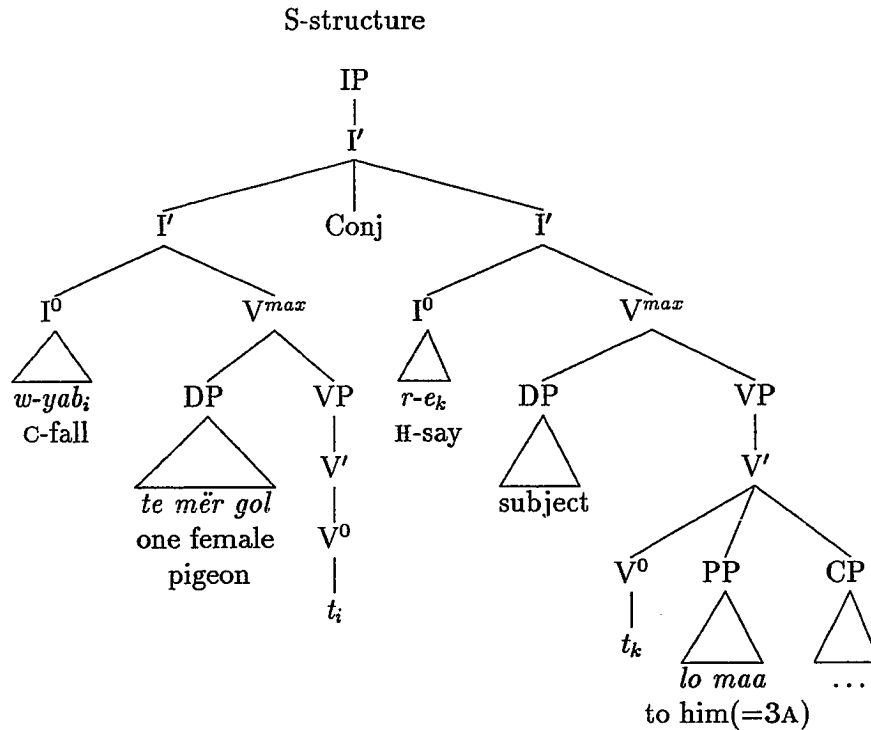 S-structure
IP
I′
I′ Conj I′
I⁰ Vᵐᵃˣ I⁰ Vᵐᵃˣ
w-yabᵢ DP VP r-eₖ DP VP
C-fall H-say
V′ subject V′
te mër gol
one female V⁰ V⁰ PP CP
pigeon
tᵢ tₖ
lo maa ...
to him(=3A)